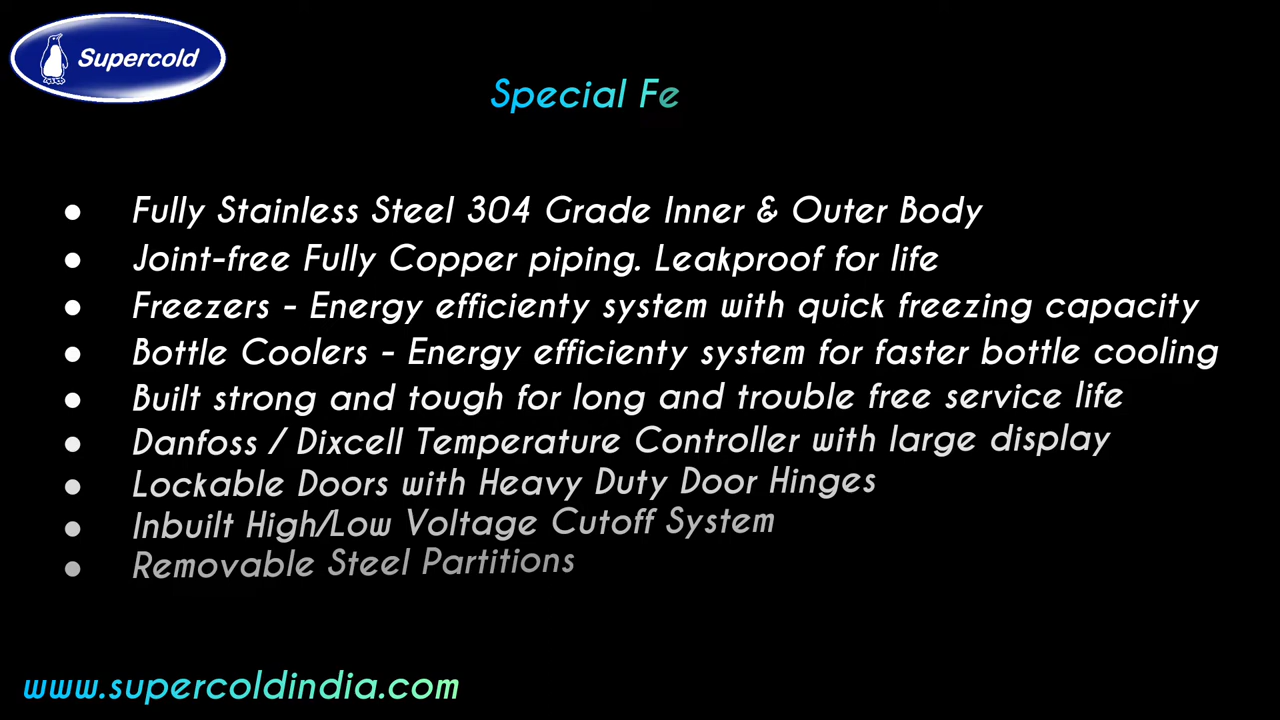 Supercold
Special Fe
● Fully Stainless Steel 304 Grade Inner & Outer Body
● Joint-free Fully Copper piping. Leakproof for life
● Freezers - Energy efficienty system with quick freezing capacity
● Bottle Coolers - Energy efficienty system for faster bottle cooling
● Built strong and tough for long and trouble free service life
● Danfoss / Dixcell Temperature Controller with large display
● Lockable Doors with Heavy Duty Door Hinges
● Inbuilt High/Low Voltage Cutoff System
● Removable Steel Partitions
www.supercoldindia.com